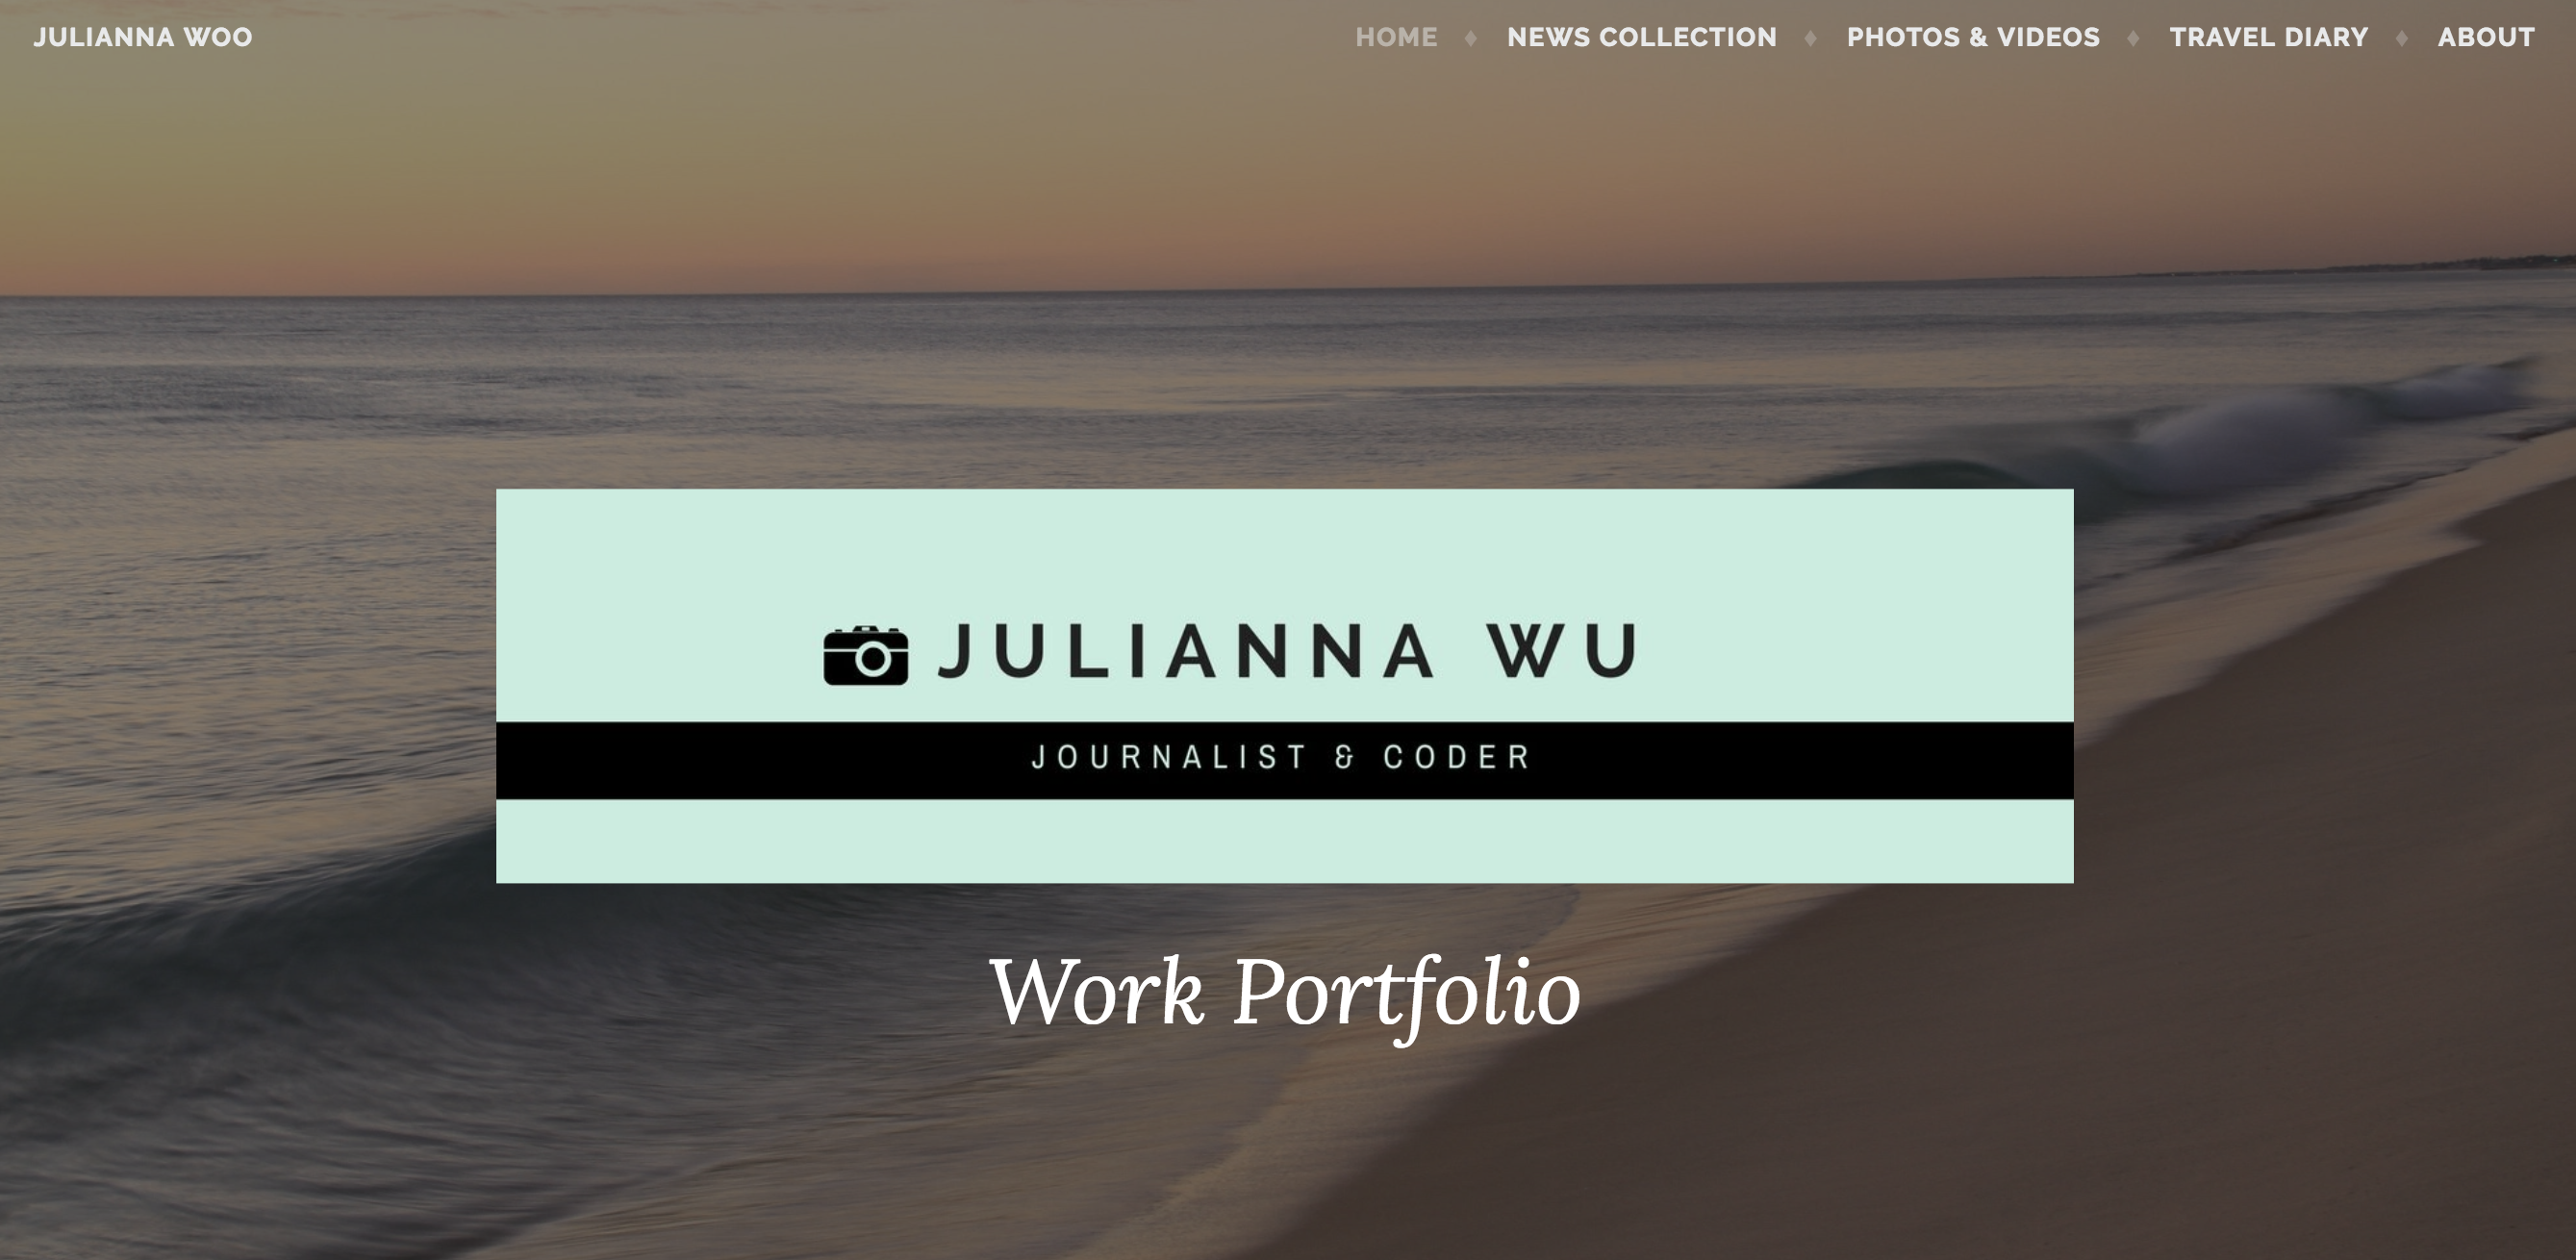 JULIANNA WOO
HOME ♦ NEWS COLLECTION ♦ PHOTOS & VIDEOS ♦ TRAVEL DIARY ♦ ABOUT
JULIANNA WU
JOURNALIST & CODER
Work Portfolio